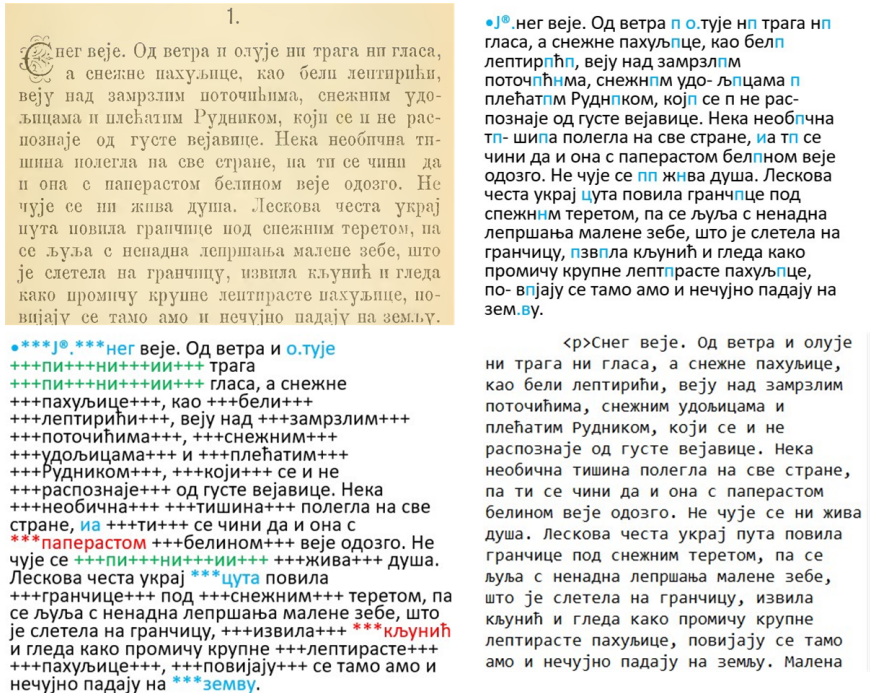 1.
Снег веје. Од ветра и олује ни трага ни гласа,
а снежне пахуљице, као бели лептирићи,
веју над замрзлим поточићима, снежним удо-
љицама и плећатим Рудником, који се и не рас-
познаје од густе вејавице. Нека необична ти-
шина полегла на све стране, па ти се чини да
и она с паперастом белином веје одозго. Не
чује се ни жива душа. Лескова честа украј
пута повила гранчице под снежним теретом, па
се љуља с ненадна лепршања малене зебе, што
је слетела на гранчицу, извила кљунић и гледа
како промичу крупне лептирасте пахуљице, по-
вијају се тамо амо и нечујно падају на земљу.
•Ј®.нег веје. Од ветра п о.тује нп трага нп
гласа, а снежне пахуљпце, као белп
лептирпћп, веју над замрзлпм
поточпћнма, снежнпм удо- љпцама п
плећатпм Руднпком, којп се п не рас-
познаје од густе вејавице. Нека необпчна
тп- шипа полегла на све стране, иа тп се
чини да и она с паперастом белпном веје
одозго. Не чује се пп жнва душа. Лескова
честа украј цута повила гранчпце под
спежннм теретом, па се љуља с ненадна
лепршања малене зебе, што је слетела на
гранчицу, пзвпла кљунић и гледа како
промичу крупне лептпрасте пахуљпце,
по- впјају се тамо амо и нечујно падају на
зем.ву.
•***Ј®.***нег веје. Од ветра и о.тује
+++пи+++ни+++ии+++ трага
+++пи+++ни+++ии+++ гласа, а снежне
+++пахуљице+++, као +++бели+++
+++лептирићи+++, веју над +++замрзлим+++
+++поточићима+++, +++снежним+++
+++удољицама+++ и +++плећатим+++
+++Рудником+++, +++који+++ се и не
+++распознаје+++ од густе вејавице. Нека
+++необична+++ +++тишина+++ полегла на све
стране, иа +++ти+++ се чини да и она с
***паперастом +++белином+++ веје одозго. Не
чује се +++пи+++ни+++ии+++ +++жива+++ душа.
Лескова честа украј ***цута повила
+++гранчице+++ под +++снежним+++ теретом, па
се љуља с ненадна лепршања малене зебе, што
је слетела на гранчицу, +++извила+++ ***кљунић
и гледа како промичу крупне +++лептирасте+++
+++пахуљице+++, +++повијају+++ се тамо амо и
нечујно падају на ***земву.
<p>Снег веје. Од ветра и олује
ни трага ни гласа, а снежне пахуљице,
као бели лептирићи, веју над замрзлим
поточићима, снежним удољицама и
плећатим Рудником, који се и не
распознаје од густе вејавице. Нека
необична тишина полегла на све стране,
па ти се чини да и она с паперастом
белином веје одозго. Не чује се ни жива
душа. Лескова честа украј пута повила
гранчице под снежним теретом, па се
љуља с ненадна лепршања малене зебе,
што је слетела на гранчицу, извила
кљунић и гледа како промичу крупне
лептирасте пахуљице, повијају се тамо
амо и нечујно падају на земљу. Малена